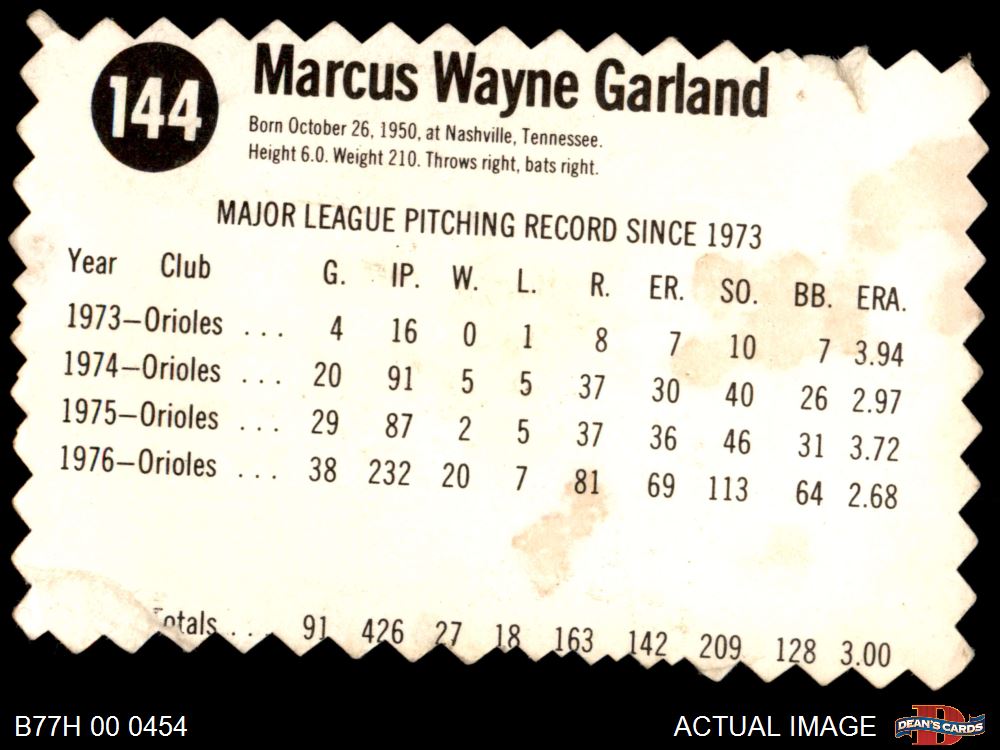 144
Marcus Wayne Garland
Born October 26, 1950, at Nashville, Tennessee.
Height 6.0. Weight 210. Throws right, bats right.
MAJOR LEAGUE PITCHING RECORD SINCE 1973
Year Club G. IP. W. L. R. ER. SO. BB. ERA.
1973—Orioles ... 4 16 0 1 8 7 10 7 3.94
1974—Orioles ... 20 91 5 5 37 30 40 26 2.97
1975—Orioles ... 29 87 2 5 37 36 46 31 3.72
1976—Orioles ... 38 232 20 7 81 69 113 64 2.68
Totals ... 91 426 27 18 163 142 209 128 3.00
B77H 00 0454
ACTUAL IMAGE
DEAN'S CARDS